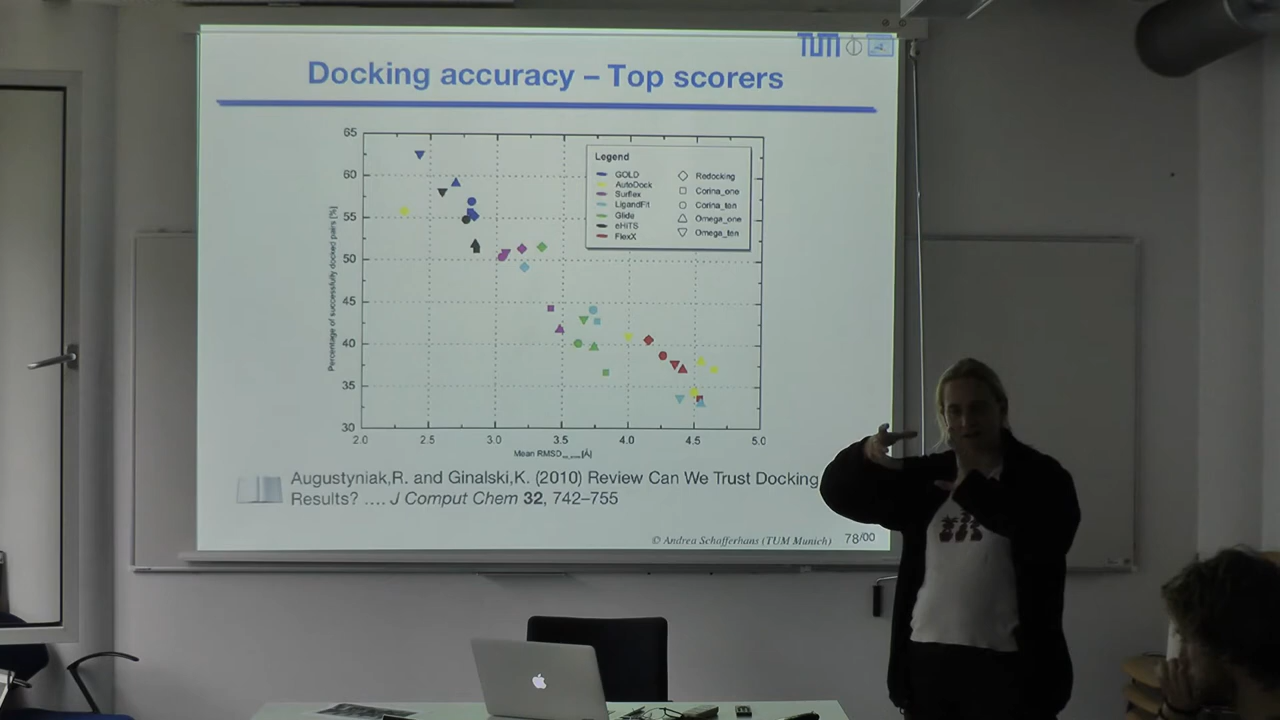 TUM
Docking accuracy – Top scorers
65
60
55
50
45
40
35
30
Percentage of successfully docked pairs [%]
Legend
GOLD
AutoDock
Surflex
LigandFit
Glide
eHiTS
FlexX
Redocking
Corina_one
Corina_ten
Omega_one
Omega_ten
2.0 2.5 3.0 3.5 4.0 4.5 5.0
Mean RMSD [Å]
Augustyniak,R. and Ginalski,K. (2010) Review Can We Trust Docking
Results? .... J Comput Chem 32, 742–755
© Andrea Schafferhans (TUM Munich) 78/00